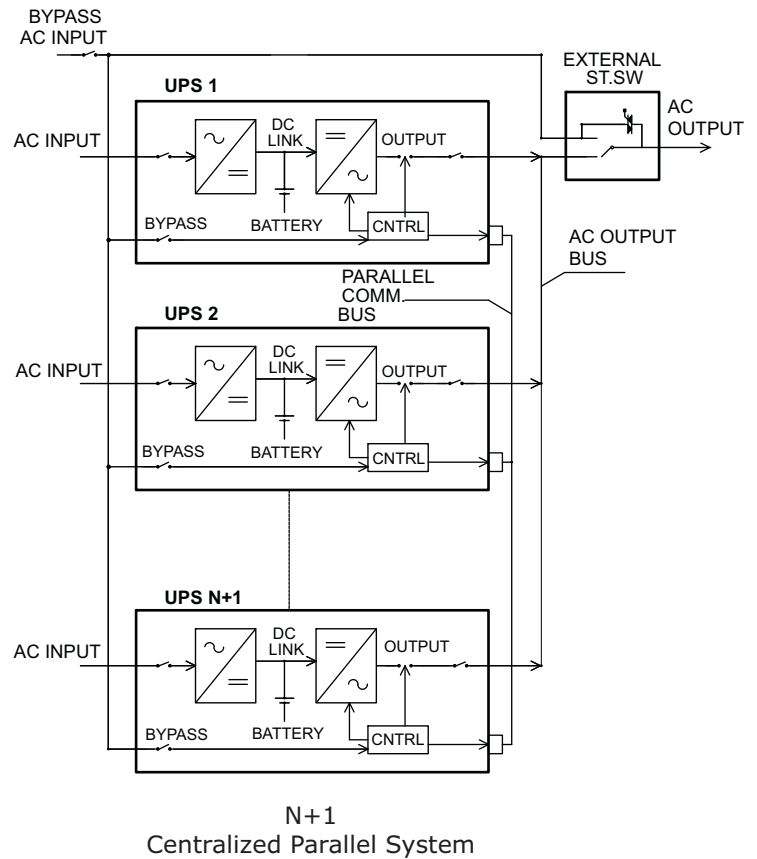 BYPASS
AC INPUT
EXTERNAL
ST.SW
AC
OUTPUT
UPS 1
AC INPUT
DC
LINK
OUTPUT
BYPASS
BATTERY
CNTRL
AC OUTPUT
BUS
PARALLEL
COMM.
BUS
UPS 2
AC INPUT
DC
LINK
OUTPUT
BYPASS
BATTERY
CNTRL
UPS N+1
AC INPUT
DC
LINK
OUTPUT
BYPASS
BATTERY
CNTRL
N+1
Centralized Parallel System